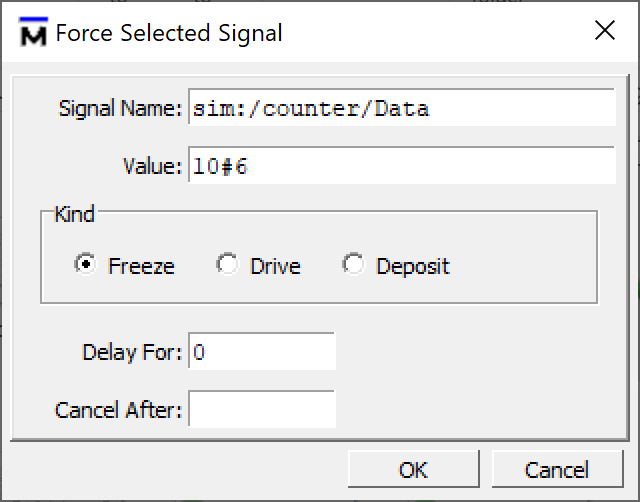 Force Selected Signal
Signal Name: sim:/counter/Data
Value: 10#6
Kind
Freeze Drive Deposit
Delay For: 0
Cancel After:
OK Cancel